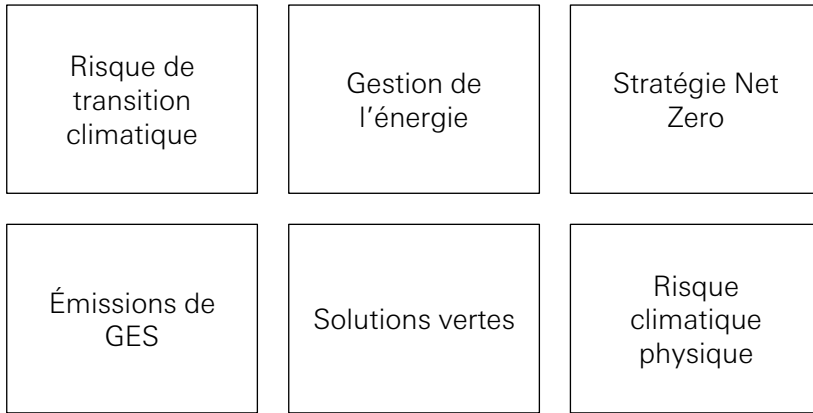 Risque de
transition
climatique
Gestion de
l’énergie
Stratégie Net
Zero
Émissions de
GES
Solutions vertes
Risque
climatique
physique